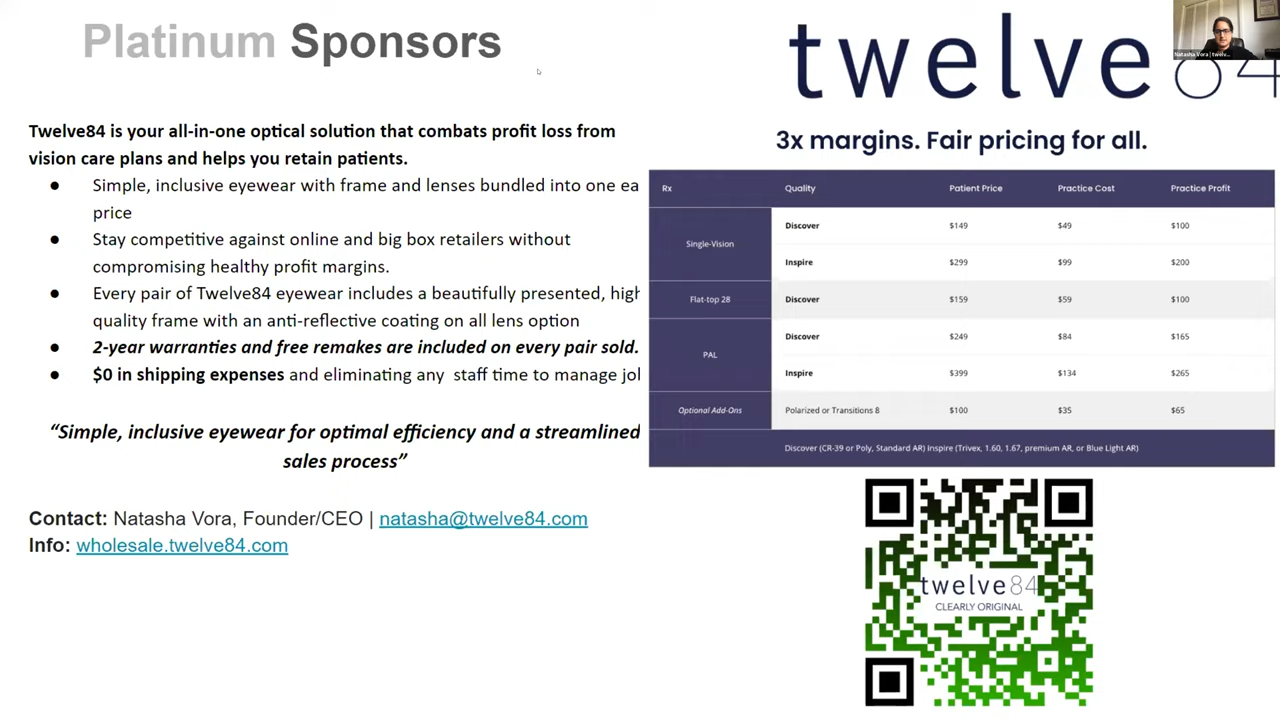 Platinum Sponsors
Twelve84 is your all-in-one optical solution that combats profit loss from
vision care plans and helps you retain patients.
● Simple, inclusive eyewear with frame and lenses bundled into one ea
price
● Stay competitive against online and big box retailers without
compromising healthy profit margins.
● Every pair of Twelve84 eyewear includes a beautifully presented, high
quality frame with an anti-reflective coating on all lens option
● 2-year warranties and free remakes are included on every pair sold.
● $0 in shipping expenses and eliminating any staff time to manage jo
“Simple, inclusive eyewear for optimal efficiency and a streamlined
sales process”
Contact: Natasha Vora, Founder/CEO | natasha@twelve84.com
Info: wholesale.twelve84.com
twelve84
Natasha Vora | twelv...
3x margins. Fair pricing for all.
Rx Quality Patient Price Practice Cost Practice Profit
Single-Vision
Discover $149 $49 $100
Inspire $299 $99 $200
Flat-top 28 Discover $159 $59 $100
PAL
Discover $249 $84 $165
Inspire $399 $134 $265
Optional Add-Ons Polarized or Transitions 8 $100 $35 $65
Discover (CR-39 or Poly, Standard AR) Inspire (Trivex, 1.60, 1.67, premium AR, or Blue Light AR)
twelve84
CLEARLY ORIGINAL